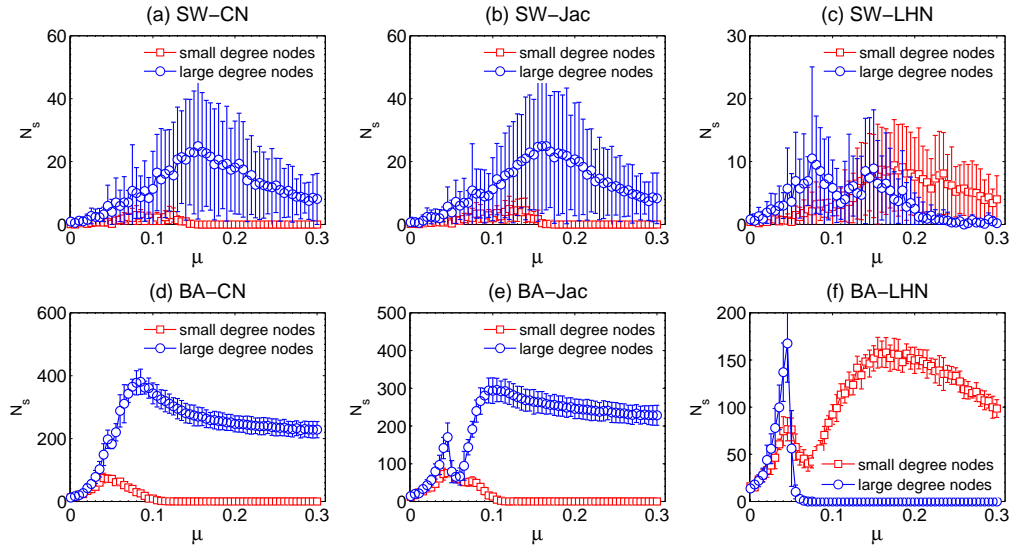 (a) SW−CN
60
40
20
0
N_s
0
0.1
0.2
0.3
μ
small degree nodes
large degree nodes
(b) SW−Jac
60
40
20
0
N_s
0
0.1
0.2
0.3
μ
small degree nodes
large degree nodes
(c) SW−LHN
30
20
10
0
N_s
0
0.1
0.2
0.3
μ
small degree nodes
large degree nodes
(d) BA−CN
600
400
200
0
N_s
0
0.1
0.2
0.3
μ
small degree nodes
large degree nodes
(e) BA−Jac
500
400
300
200
100
0
N_s
0
0.1
0.2
0.3
μ
small degree nodes
large degree nodes
(f) BA−LHN
200
150
100
50
0
N_s
0
0.1
0.2
0.3
μ
small degree nodes
large degree nodes